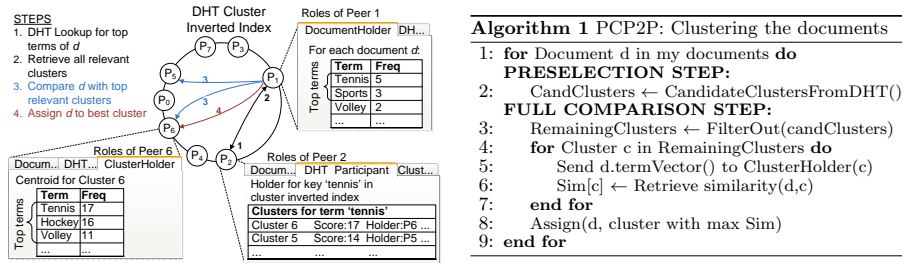 STEPS
1. DHT Lookup for top
terms of d
2. Retrieve all relevant
clusters
3. Compare d with top
relevant clusters
4. Assign d to best cluster
DHT Cluster
Inverted Index
P7
P3
P5
P1
P0
P6
P4
P2
3
3
4
2
1
Roles of Peer 1
DocumentHolder DH...
For each document d:
Top terms
Term Freq
Tennis 5
Sports 3
Volley 2
... ...
Roles of Peer 6
Docum.. DHT... ClusterHolder
Centroid for Cluster 6
Top terms
Term Freq
Tennis 17
Hockey 16
Volley 11
... ...
Roles of Peer 2
Docum... DHT Participant Clust...
Holder for key 'tennis' in
cluster inverted index
Clusters for term 'tennis'
Cluster 6 Score:17 Holder:P6 ...
Cluster 5 Score:14 Holder:P5 ...
... ... ...
Algorithm 1 PCP2P: Clustering the documents
1: for Document d in my documents do
PRESELECTION STEP:
2: CandClusters ← CandidateClustersFromDHT()
FULL COMPARISON STEP:
3: RemainingClusters ← FilterOut(candClusters)
4: for Cluster c in RemainingClusters do
5: Send d.termVector() to ClusterHolder(c)
6: Sim[c] ← Retrieve similarity(d,c)
7: end for
8: Assign(d, cluster with max Sim)
9: end for